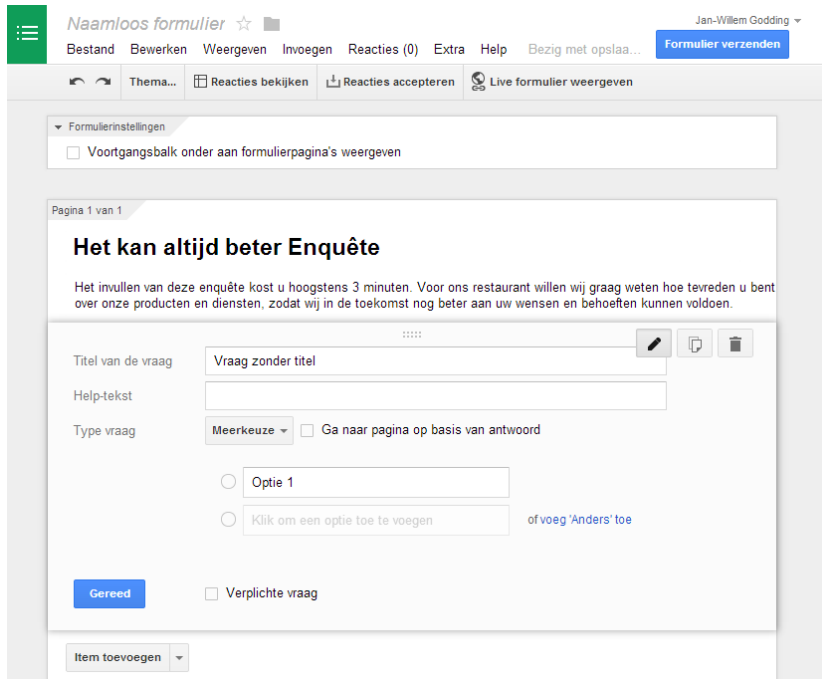 Naamloos formulier
Jan-Willem Godding
Bestand Bewerken Weergeven Invoegen Reacties (0) Extra Help Bezig met opslaa...
Formulier verzenden
Thema... Reacties bekijken Reacties accepteren Live formulier weergeven
Formulierinstellingen
Voortgangsbalk onder aan formulierpagina's weergeven
Pagina 1 van 1
Het kan altijd beter Enquête
Het invullen van deze enquête kost u hoogstens 3 minuten. Voor ons restaurant willen wij graag weten hoe tevreden u bent
over onze producten en diensten, zodat wij in de toekomst nog beter aan uw wensen en behoeften kunnen voldoen.
Titel van de vraag Vraag zonder titel
Help-tekst
Type vraag Meerkeuze Ga naar pagina op basis van antwoord
Optie 1
Klik om een optie toe te voegen of voeg 'Anders' toe
Gereed Verplichte vraag
Item toevoegen